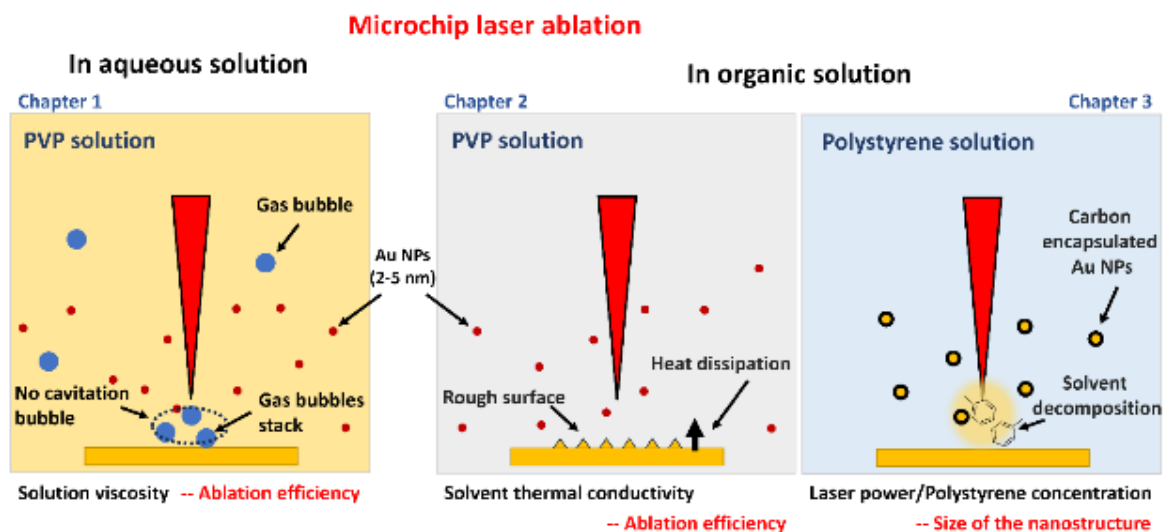 Microchip laser ablation
In aqueous solution
In organic solution
Chapter 1
PVP solution
Gas bubble
No cavitation
bubble
Gas bubbles
stack
Solution viscosity -- Ablation efficiency
Au NPs
(2-5 nm)
Chapter 2
PVP solution
Rough surface
Heat dissipation
Solvent thermal conductivity
-- Ablation efficiency
Chapter 3
Polystyrene solution
Carbon
encapsulated
Au NPs
Solvent
decomposition
Laser power/Polystyrene concentration
-- Size of the nanostructure